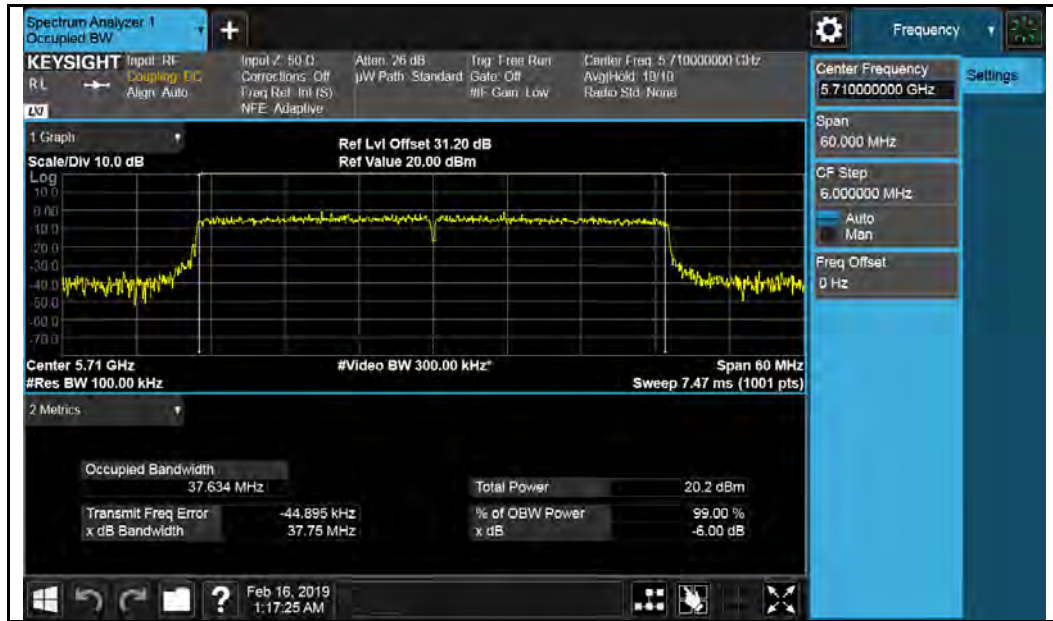 Spectrum Analyzer 1
Occupied BW
+
Frequency
KEYSIGHT
Input: RF
Coupling: DC
Align: Auto
RL
LXI
Input Z: 50 Ω
Corrections: Off
Freq Ref: Int (S)
NFE: Adaptive
Atten: 26 dB
µW Path: Standard
Trig: Free Run
Gate: Off
#IF Gain: Low
Center Freq: 5.710000000 GHz
Avg|Hold: 10/10
Radio Std: None
Center Frequency
5.710000000 GHz
Settings
Span
60.000 MHz
CF Step
6.000000 MHz
Auto
Man
Freq Offset
0 Hz
1 Graph
Scale/Div 10.0 dB
Ref Lvl Offset 31.20 dB
Ref Value 20.00 dBm
Log
10.0
0.00
-10.0
-20.0
-30.0
-40.0
-50.0
-60.0
-70.0
Center 5.71 GHz
#Res BW 100.00 kHz
#Video BW 300.00 kHz*
Span 60 MHz
Sweep 7.47 ms (1001 pts)
2 Metrics
Occupied Bandwidth
37.634 MHz
Transmit Freq Error -44.895 kHz
x dB Bandwidth 37.75 MHz
Total Power 20.2 dBm
% of OBW Power 99.00 %
x dB -6.00 dB
?
Feb 16, 2019
1:17:25 AM